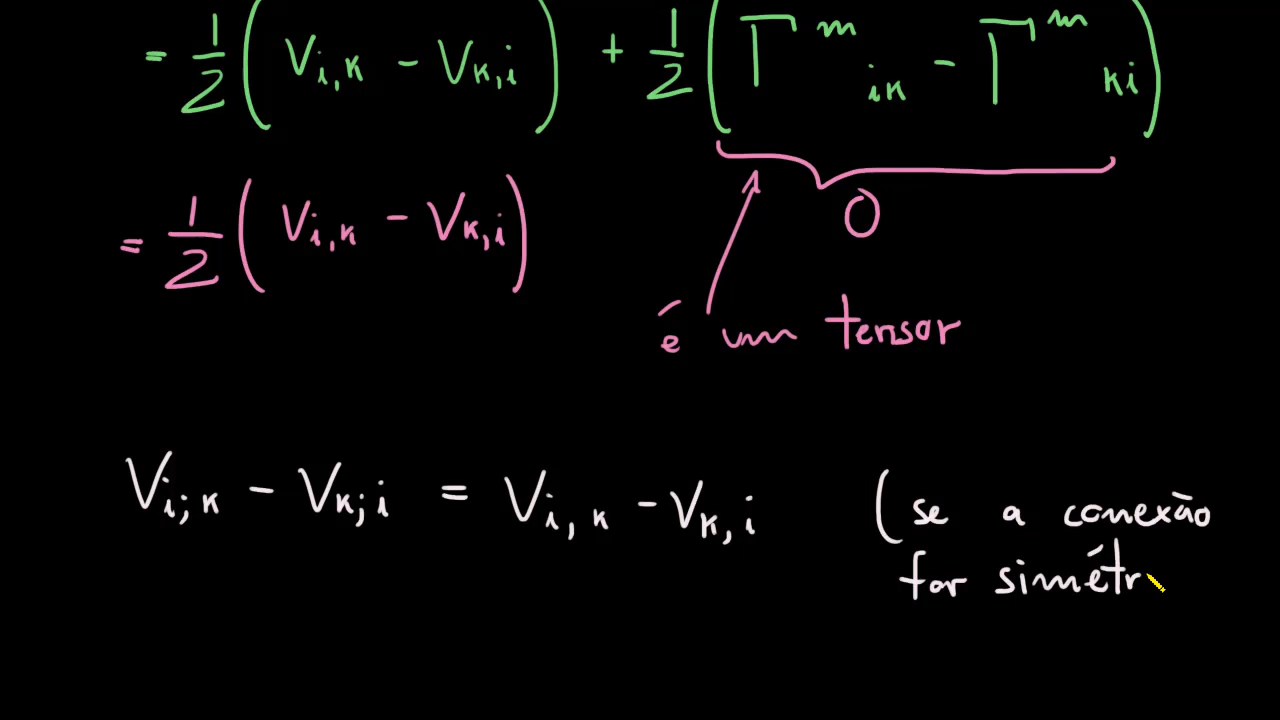 = 1/2 ( V_{i,k} - V_{k,i} ) + 1/2 ( Γ^m_{ik} - Γ^m_{ki} )
0
= 1/2 ( V_{i,k} - V_{k,i} )
é um tensor
V_{i;k} - V_{k;i} = V_{i,k} - V_{k,i} (se a conexão
for simétr